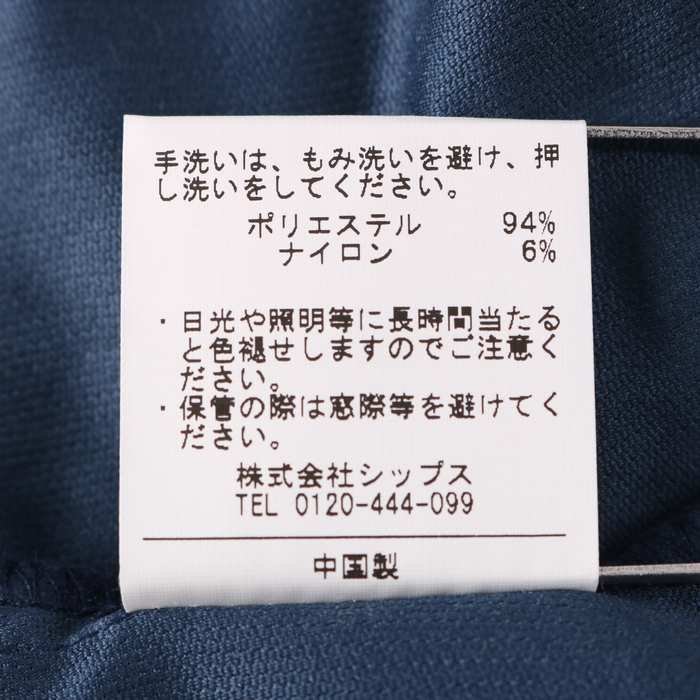 手洗いは、もみ洗いを避け、押
し洗いをしてください。
ポリエステル 94%
ナイロン 6%
・日光や照明等に長時間当たる
と色褪せしますのでご注意く
ださい。
・保管の際は窓際等を避けてく
ださい。
株式会社シップス
TEL 0120-444-099
中国製